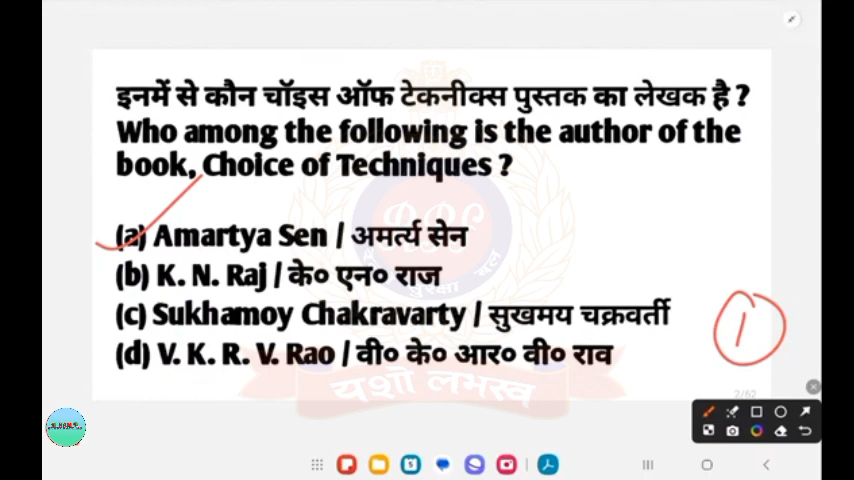 इनमें से कौन चॉइस ऑफ टेकनीक्स पुस्तक का लेखक है ?
Who among the following is the author of the
book, Choice of Techniques ?
(a) Amartya Sen / अमर्त्य सेन
(b) K. N. Raj / के० एन० राज
(c) Sukhamoy Chakravarty / सुखमय चक्रवर्ती
(d) V. K. R. V. Rao / वी० के० आर० वी० राव
1
यशो लभस्व
2/62